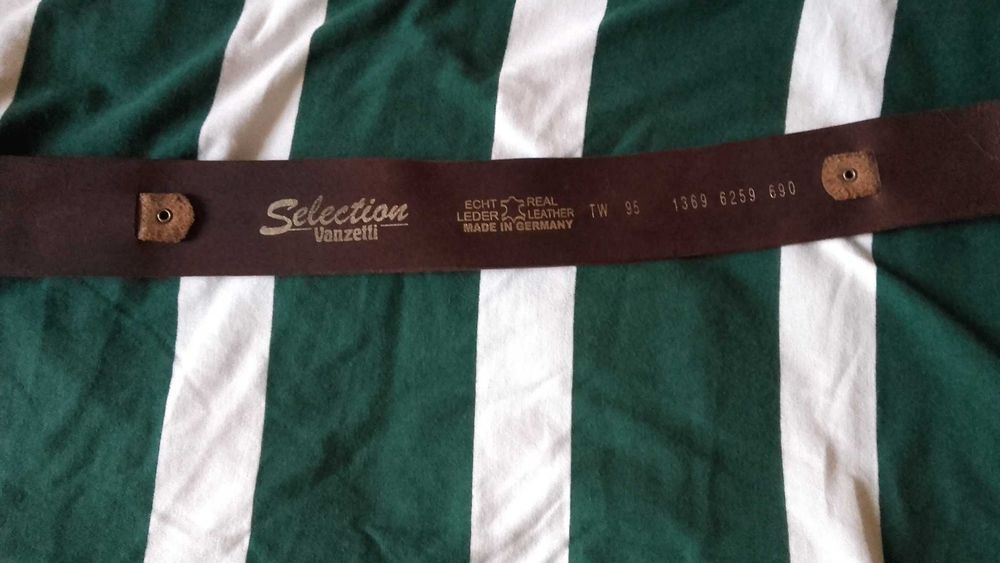 Selection
Vanzetti
ECHT REAL
LEDER LEATHER
MADE IN GERMANY
TW 95 1369 6259 690